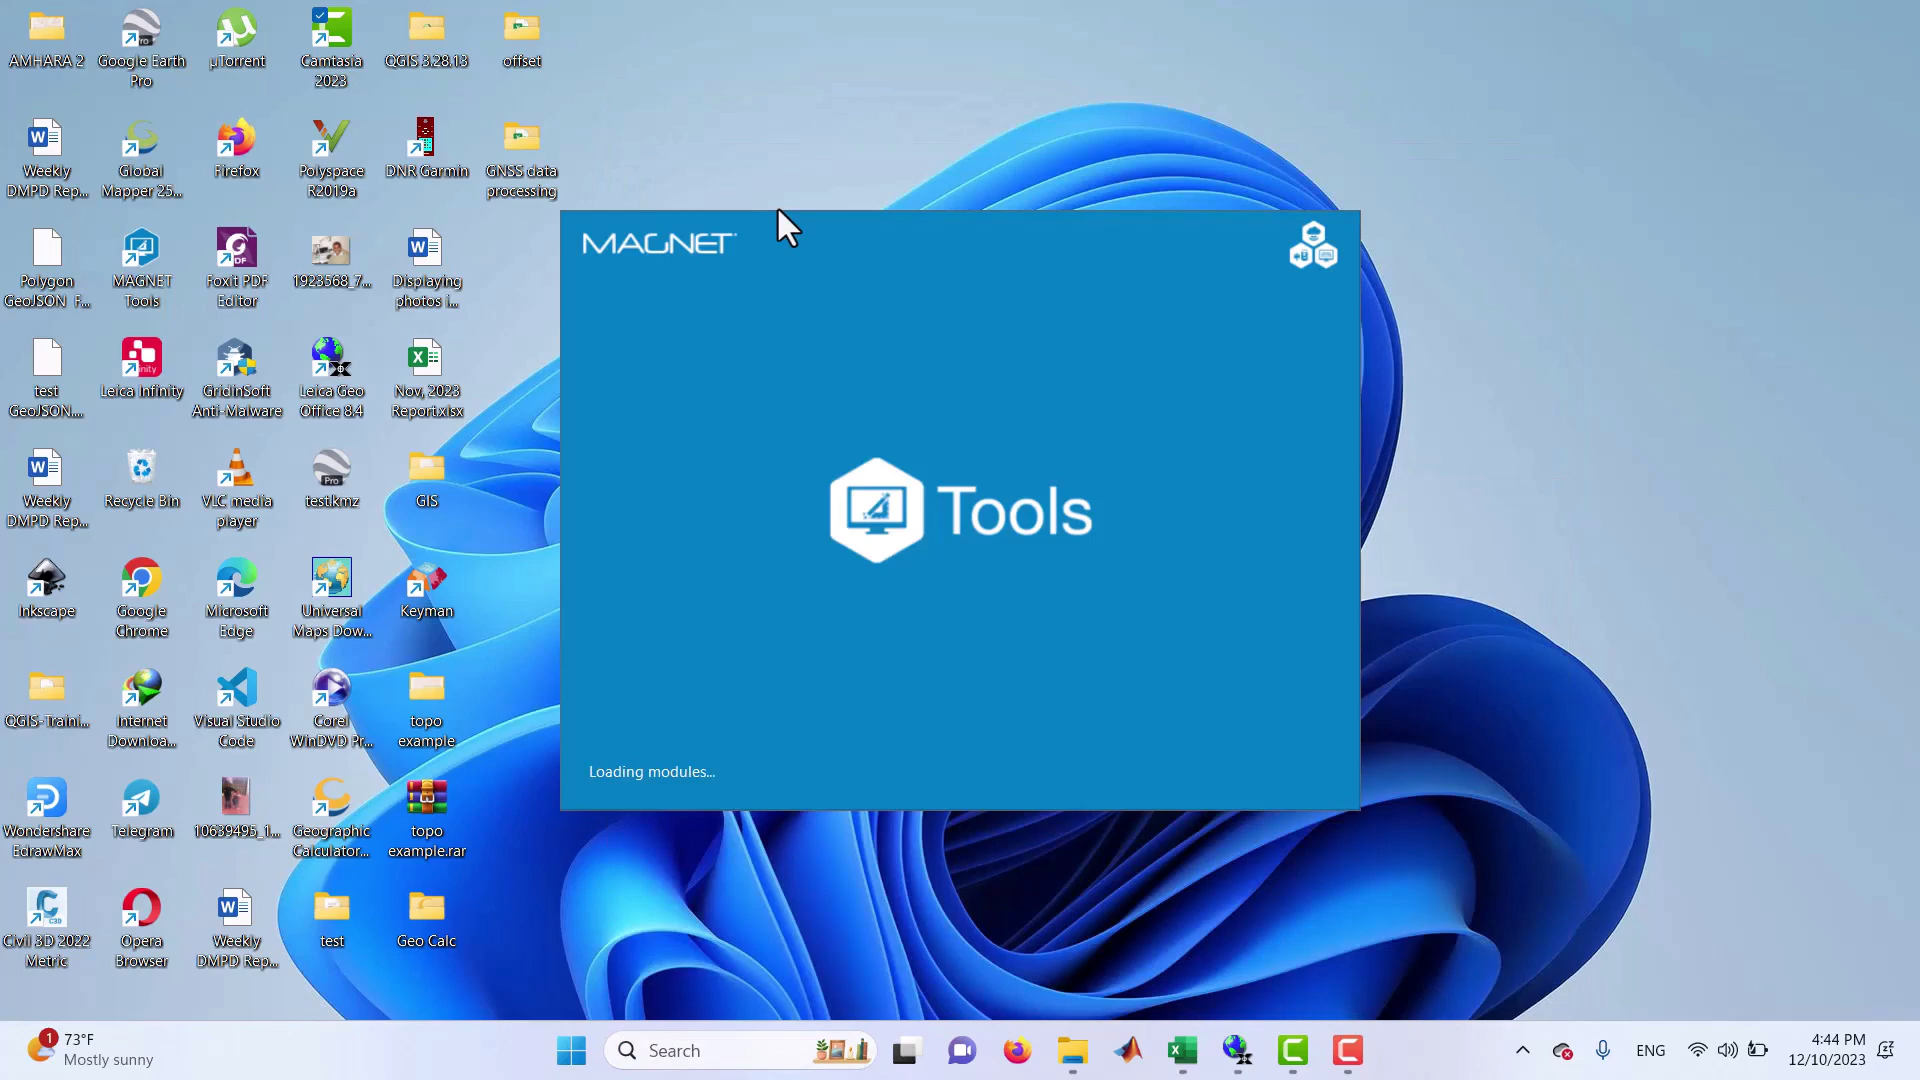 AMHARA 2
Google Earth
Pro
µTorrent
Camtasia
2023
QGIS 3.28.13
offset
Weekly
DMPD Rep...
Global
Mapper 25...
Firefox
Polyspace
R2019a
DNR Garmin
GNSS data
processing
Polygon
GeoJSON F...
MAGNET
Tools
Foxit PDF
Editor
1923568_7...
Displaying
photos i...
test
GeoJSON....
Leica Infinity
GridinSoft
Anti-Malware
Leica Geo
Office 8.4
Nov, 2023
Report.xlsx
Weekly
DMPD Rep...
Recycle Bin
VLC media
player
Pro
test1kmz
GIS
Inkscape
Google
Chrome
Microsoft
Edge
Universal
Maps Dow...
Keyman
QGIS-Traini...
Internet
Downloa...
Visual Studio
Code
Corel
WinDVD Pr...
topo
example
Wondershare
EdrawMax
Telegram
10639495_1...
Geographic
Calculator...
topo
example.rar
Civil 3D 2022
Metric
Opera
Browser
Weekly
DMPD Rep...
test
Geo Calc
MAGNET
Tools
Loading modules...
1
73°F
Mostly sunny
Search
ENG
4:44 PM
12/10/2023